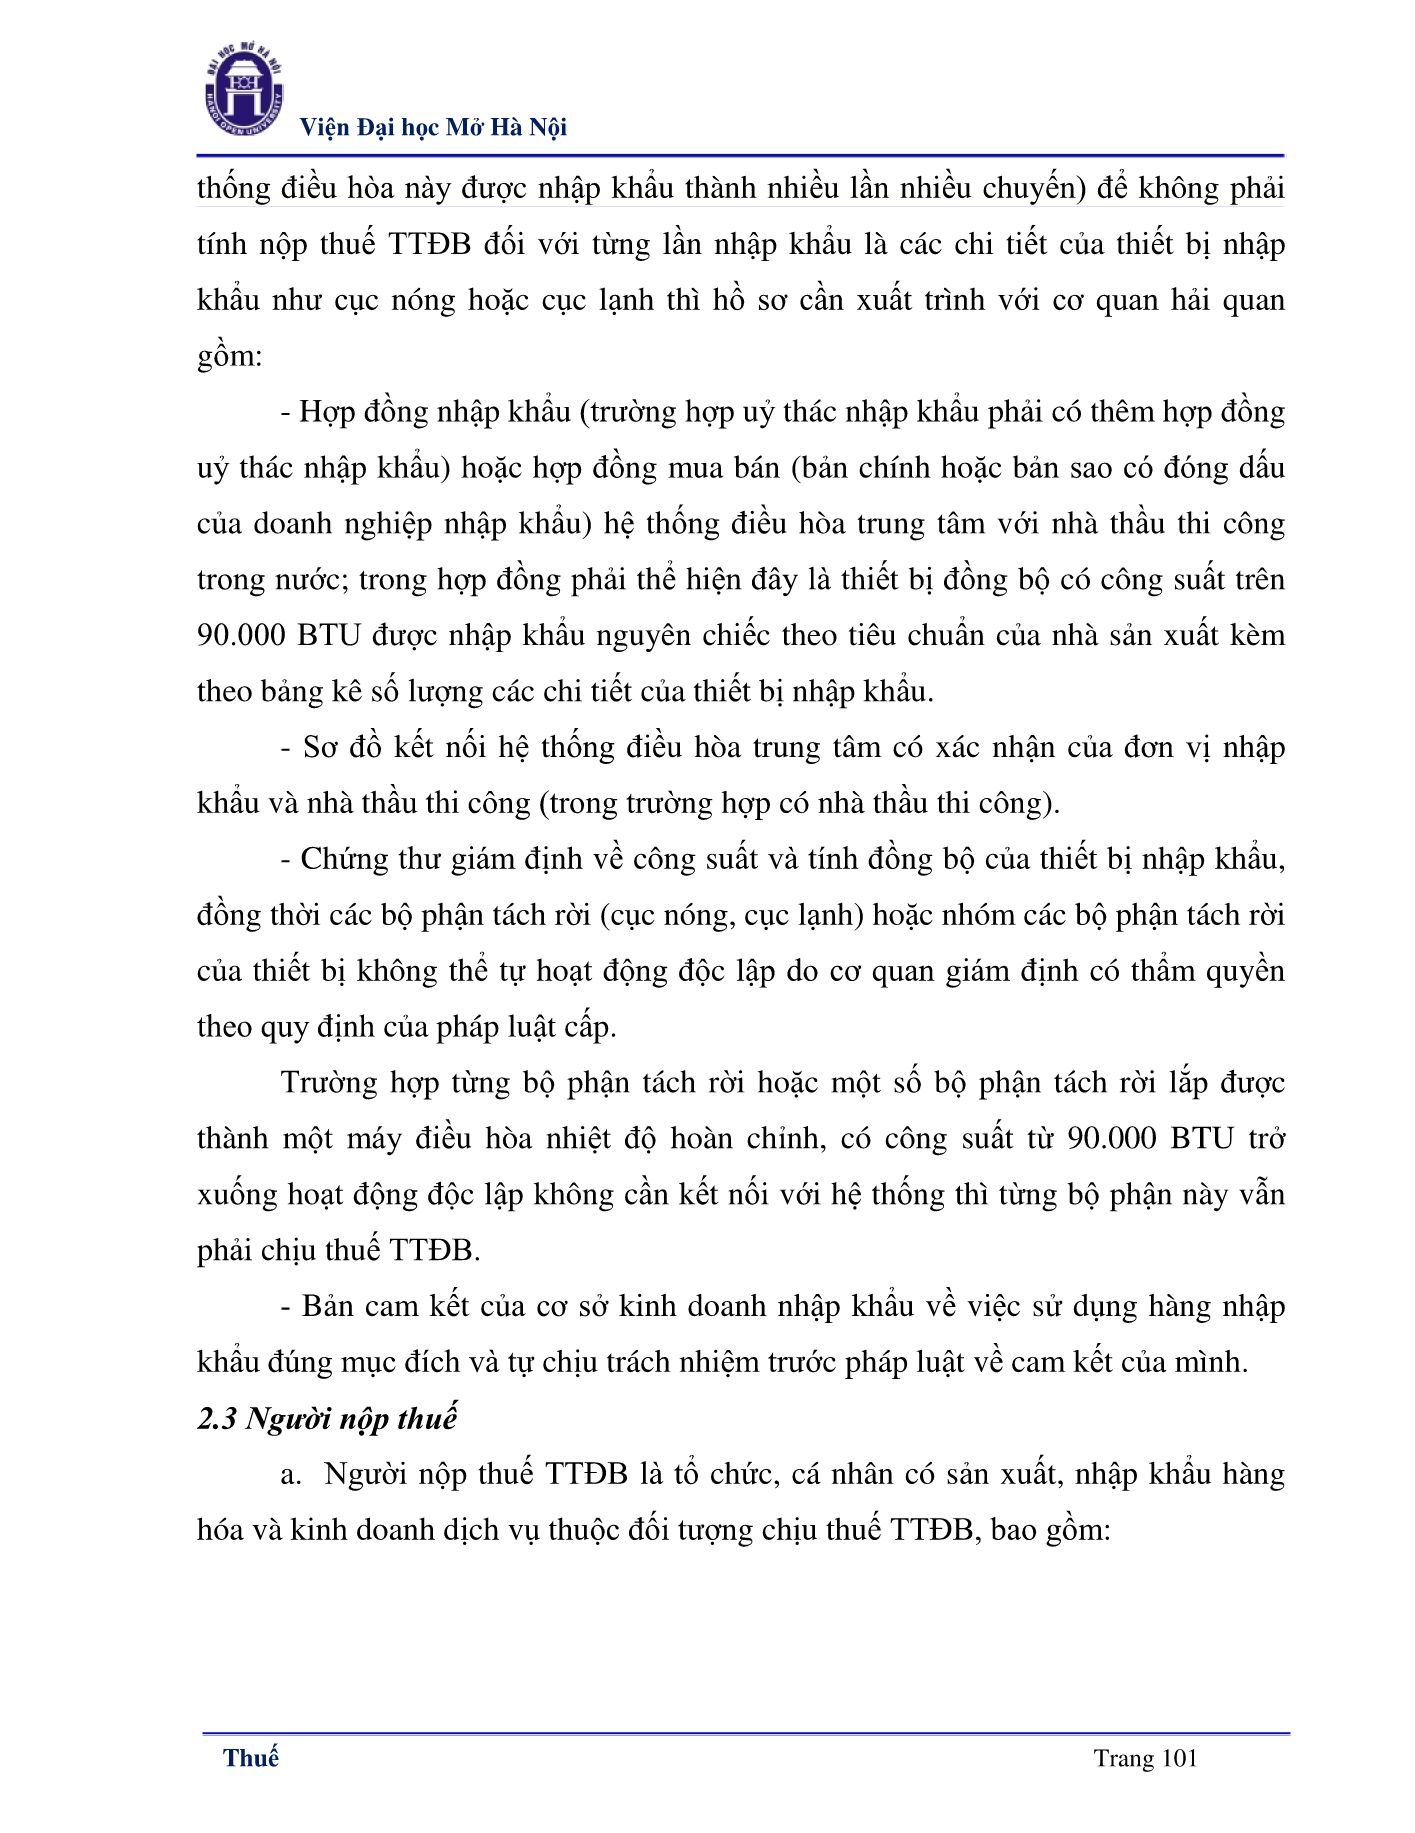 ĐẠI HỌC MỞ HÀ NỘI
HANOI OPEN UNIVERSITY
Viện Đại học Mở Hà Nội
thống điều hòa này được nhập khẩu thành nhiều lần nhiều chuyến) để không phải
tính nộp thuế TTĐB đối với từng lần nhập khẩu là các chi tiết của thiết bị nhập
khẩu như cục nóng hoặc cục lạnh thì hồ sơ cần xuất trình với cơ quan hải quan
gồm:
- Hợp đồng nhập khẩu (trường hợp uỷ thác nhập khẩu phải có thêm hợp đồng
uỷ thác nhập khẩu) hoặc hợp đồng mua bán (bản chính hoặc bản sao có đóng dấu
của doanh nghiệp nhập khẩu) hệ thống điều hòa trung tâm với nhà thầu thi công
trong nước; trong hợp đồng phải thể hiện đây là thiết bị đồng bộ có công suất trên
90.000 BTU được nhập khẩu nguyên chiếc theo tiêu chuẩn của nhà sản xuất kèm
theo bảng kê số lượng các chi tiết của thiết bị nhập khẩu.
- Sơ đồ kết nối hệ thống điều hòa trung tâm có xác nhận của đơn vị nhập
khẩu và nhà thầu thi công (trong trường hợp có nhà thầu thi công).
- Chứng thư giám định về công suất và tính đồng bộ của thiết bị nhập khẩu,
đồng thời các bộ phận tách rời (cục nóng, cục lạnh) hoặc nhóm các bộ phận tách rời
của thiết bị không thể tự hoạt động độc lập do cơ quan giám định có thẩm quyền
theo quy định của pháp luật cấp.
Trường hợp từng bộ phận tách rời hoặc một số bộ phận tách rời lắp được
thành một máy điều hòa nhiệt độ hoàn chỉnh, có công suất từ 90.000 BTU trở
xuống hoạt động độc lập không cần kết nối với hệ thống thì từng bộ phận này vẫn
phải chịu thuế TTĐB.
- Bản cam kết của cơ sở kinh doanh nhập khẩu về việc sử dụng hàng nhập
khẩu đúng mục đích và tự chịu trách nhiệm trước pháp luật về cam kết của mình.
2.3 Người nộp thuế
a. Người nộp thuế TTĐB là tổ chức, cá nhân có sản xuất, nhập khẩu hàng
hóa và kinh doanh dịch vụ thuộc đối tượng chịu thuế TTĐB, bao gồm:
Thuế
Trang 101